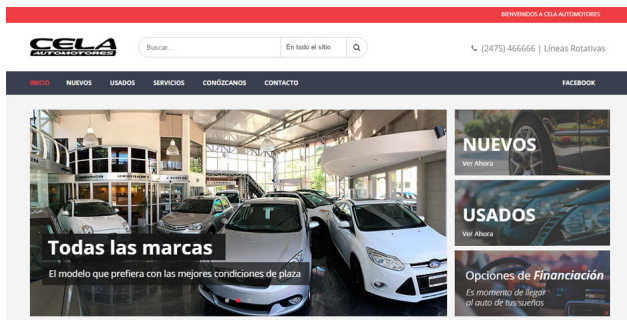 BIENVENIDOS A CELA AUTOMOTORES
CELA
AUTOMOTORES
Buscar...
En todo el sitio
(2475) 466666 | Líneas Rotativas
INICIO
NUEVOS
USADOS
SERVICIOS
CONÓZCANOS
CONTACTO
FACEBOOK
ADMINISTRACION
Todas las marcas
El modelo que prefiera con las mejores condiciones de plaza
NUEVOS
Ver Ahora
USADOS
Ver Ahora
Opciones de Financiación
Es momento de llegar
al auto de tus sueños